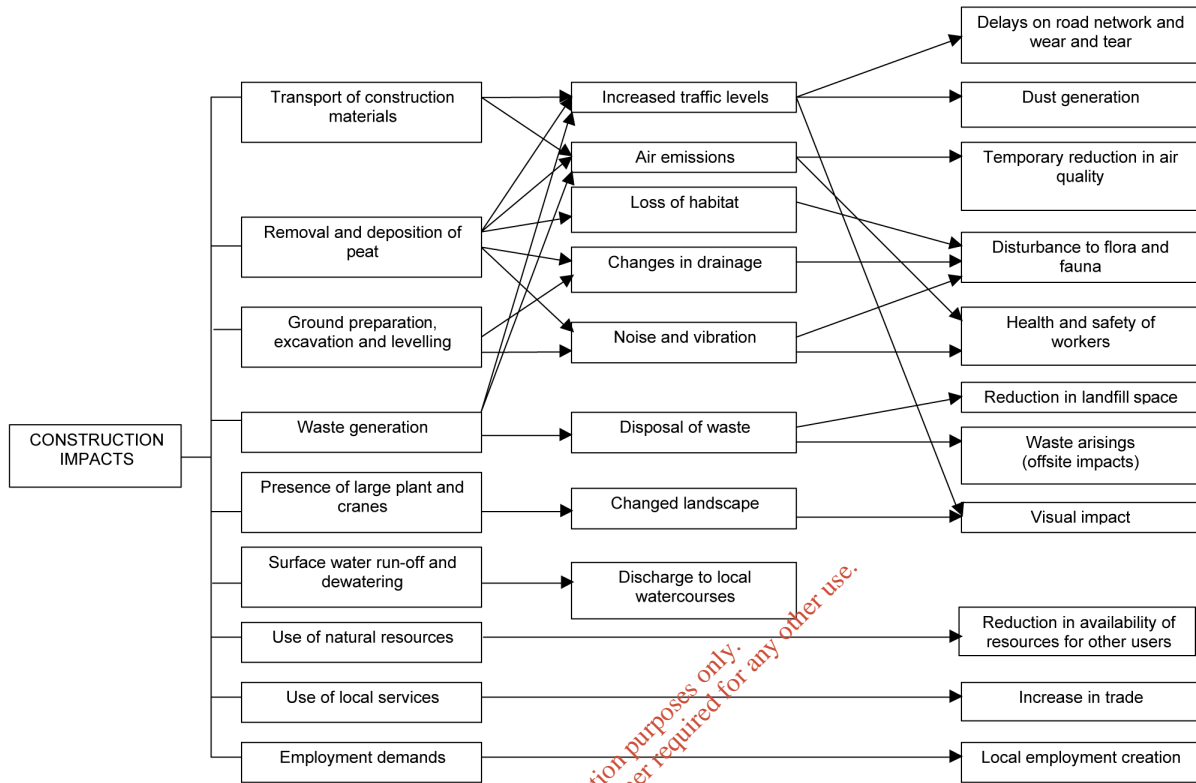 Delays on road network and
wear and tear
Transport of construction
materials
Increased traffic levels
Dust generation
Air emissions
Temporary reduction in air
quality
Loss of habitat
Removal and deposition of
peat
Changes in drainage
Disturbance to flora and
fauna
Ground preparation,
excavation and levelling
Noise and vibration
Health and safety of
workers
Reduction in landfill space
Waste generation
Disposal of waste
Waste arisings
(offsite impacts)
CONSTRUCTION
IMPACTS
Presence of large plant and
cranes
Changed landscape
Visual impact
Surface water run-off and
dewatering
Discharge to local
watercourses
Use of natural resources
Reduction in availability of
resources for other users
Use of local services
Increase in trade
Employment demands
Local employment creation
purposes only.
required for any other use.